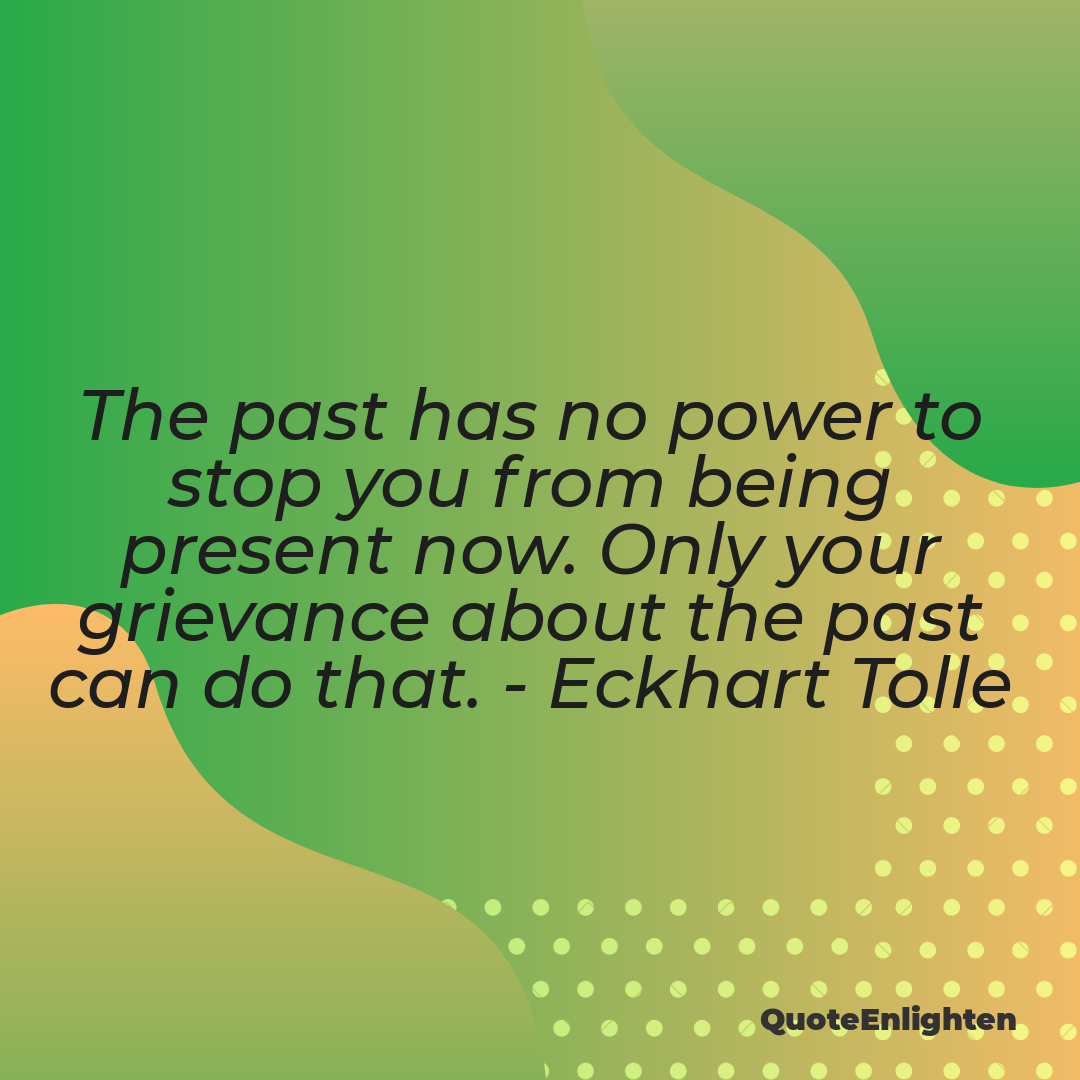 The past has no power to
stop you from being
present now. Only your
grievance about the past
can do that. - Eckhart Tolle
QuoteEnlighten